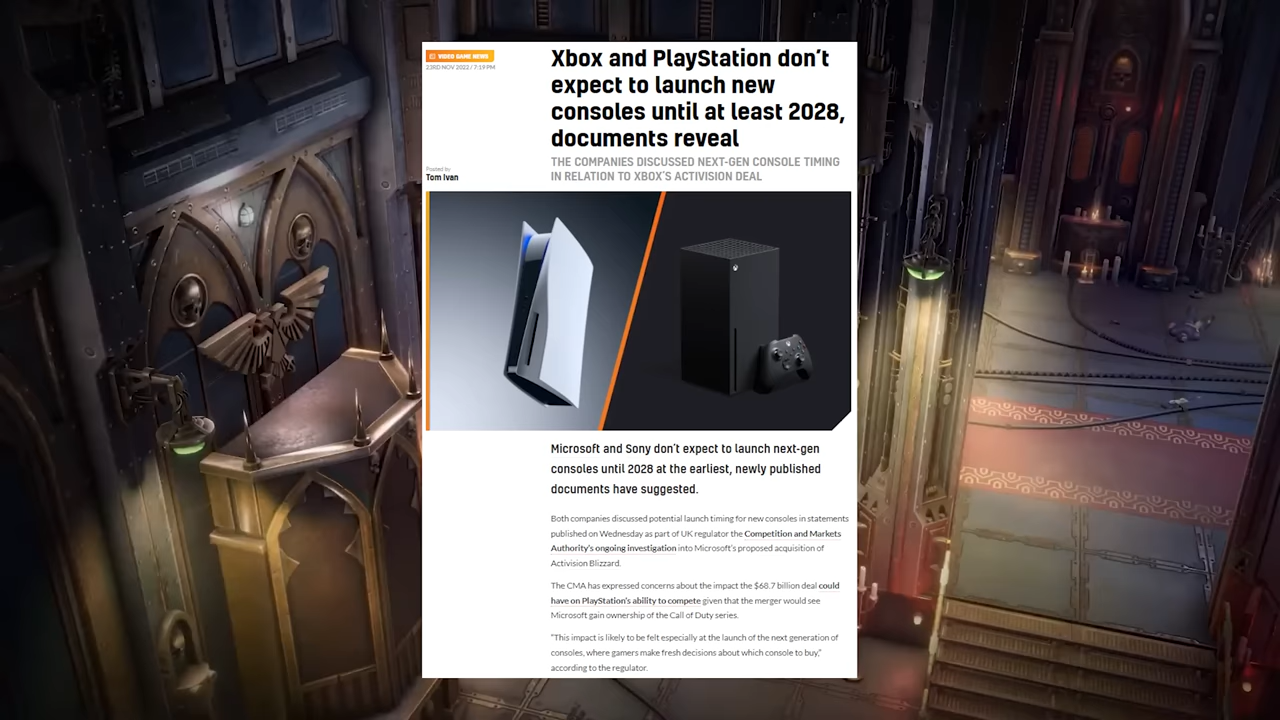 VIDEO GAME NEWS
23RD NOV 2022 / 7:19 PM
Xbox and PlayStation don't
expect to launch new
consoles until at least 2028,
documents reveal
THE COMPANIES DISCUSSED NEXT-GEN CONSOLE TIMING
IN RELATION TO XBOX'S ACTIVISION DEAL
Posted by
Tom Ivan
Microsoft and Sony don't expect to launch next-gen
consoles until 2028 at the earliest, newly published
documents have suggested.
Both companies discussed potential launch timing for new consoles in statements
published on Wednesday as part of UK regulator the Competition and Markets
Authority's ongoing investigation into Microsoft's proposed acquisition of
Activision Blizzard.
The CMA has expressed concerns about the impact the $68.7 billion deal could
have on PlayStation's ability to compete given that the merger would see
Microsoft gain ownership of the Call of Duty series.
"This impact is likely to be felt especially at the launch of the next generation of
consoles, where gamers make fresh decisions about which console to buy,"
according to the regulator.